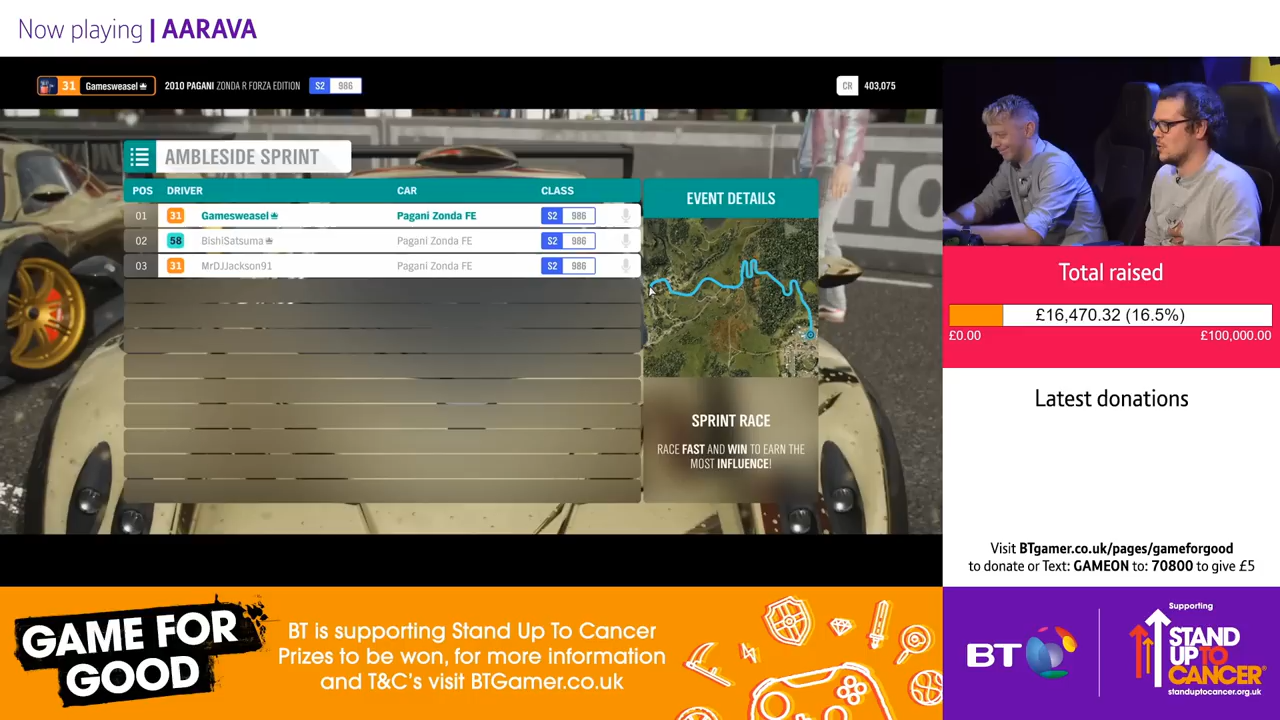 Now playing | AARAVA
31 Gamesweasel 2010 PAGANI ZONDA R FORZA EDITION S2 986 CR 403,075
AMBLESIDE SPRINT
POS DRIVER CAR CLASS
01 31 Gamesweasel Pagani Zonda FE S2 986
02 58 BishiSatsuma Pagani Zonda FE S2 986
03 31 MrDJJackson91 Pagani Zonda FE S2 986
EVENT DETAILS
SPRINT RACE
RACE FAST AND WIN TO EARN THE
MOST INFLUENCE!
HO
Total raised
£16,470.32 (16.5%)
£0.00 £100,000.00
Latest donations
Visit BTgamer.co.uk/pages/gameforgood
to donate or Text: GAMEON to: 70800 to give £5
GAME FOR
GOOD
BT is supporting Stand Up To Cancer
Prizes to be won, for more information
and T&C's visit BTGamer.co.uk
BT
Supporting
STAND
UP TO
CANCER
standuptocancer.org.uk